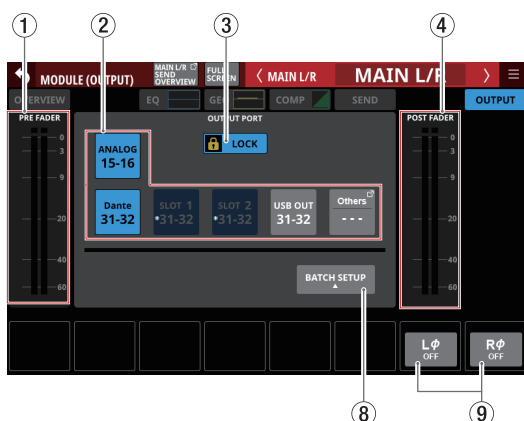 1 2 3 4
MODULE (OUTPUT) MAIN L/R SEND OVERVIEW FULL SCREEN MAIN L/R MAIN L/R
OVERVIEW EQ GEQ COMP SEND OUTPUT
PRE FADER OUTPUT PORT POST FADER
LOCK
0 0
3 3
9 9
ANALOG
15-16
Dante SLOT 1 SLOT 2 USB OUT Others
31-32 *31-32 *31-32 31-32 ---
20 20
40 40
60 60
BATCH SETUP
LΦ RΦ
OFF OFF
8 9